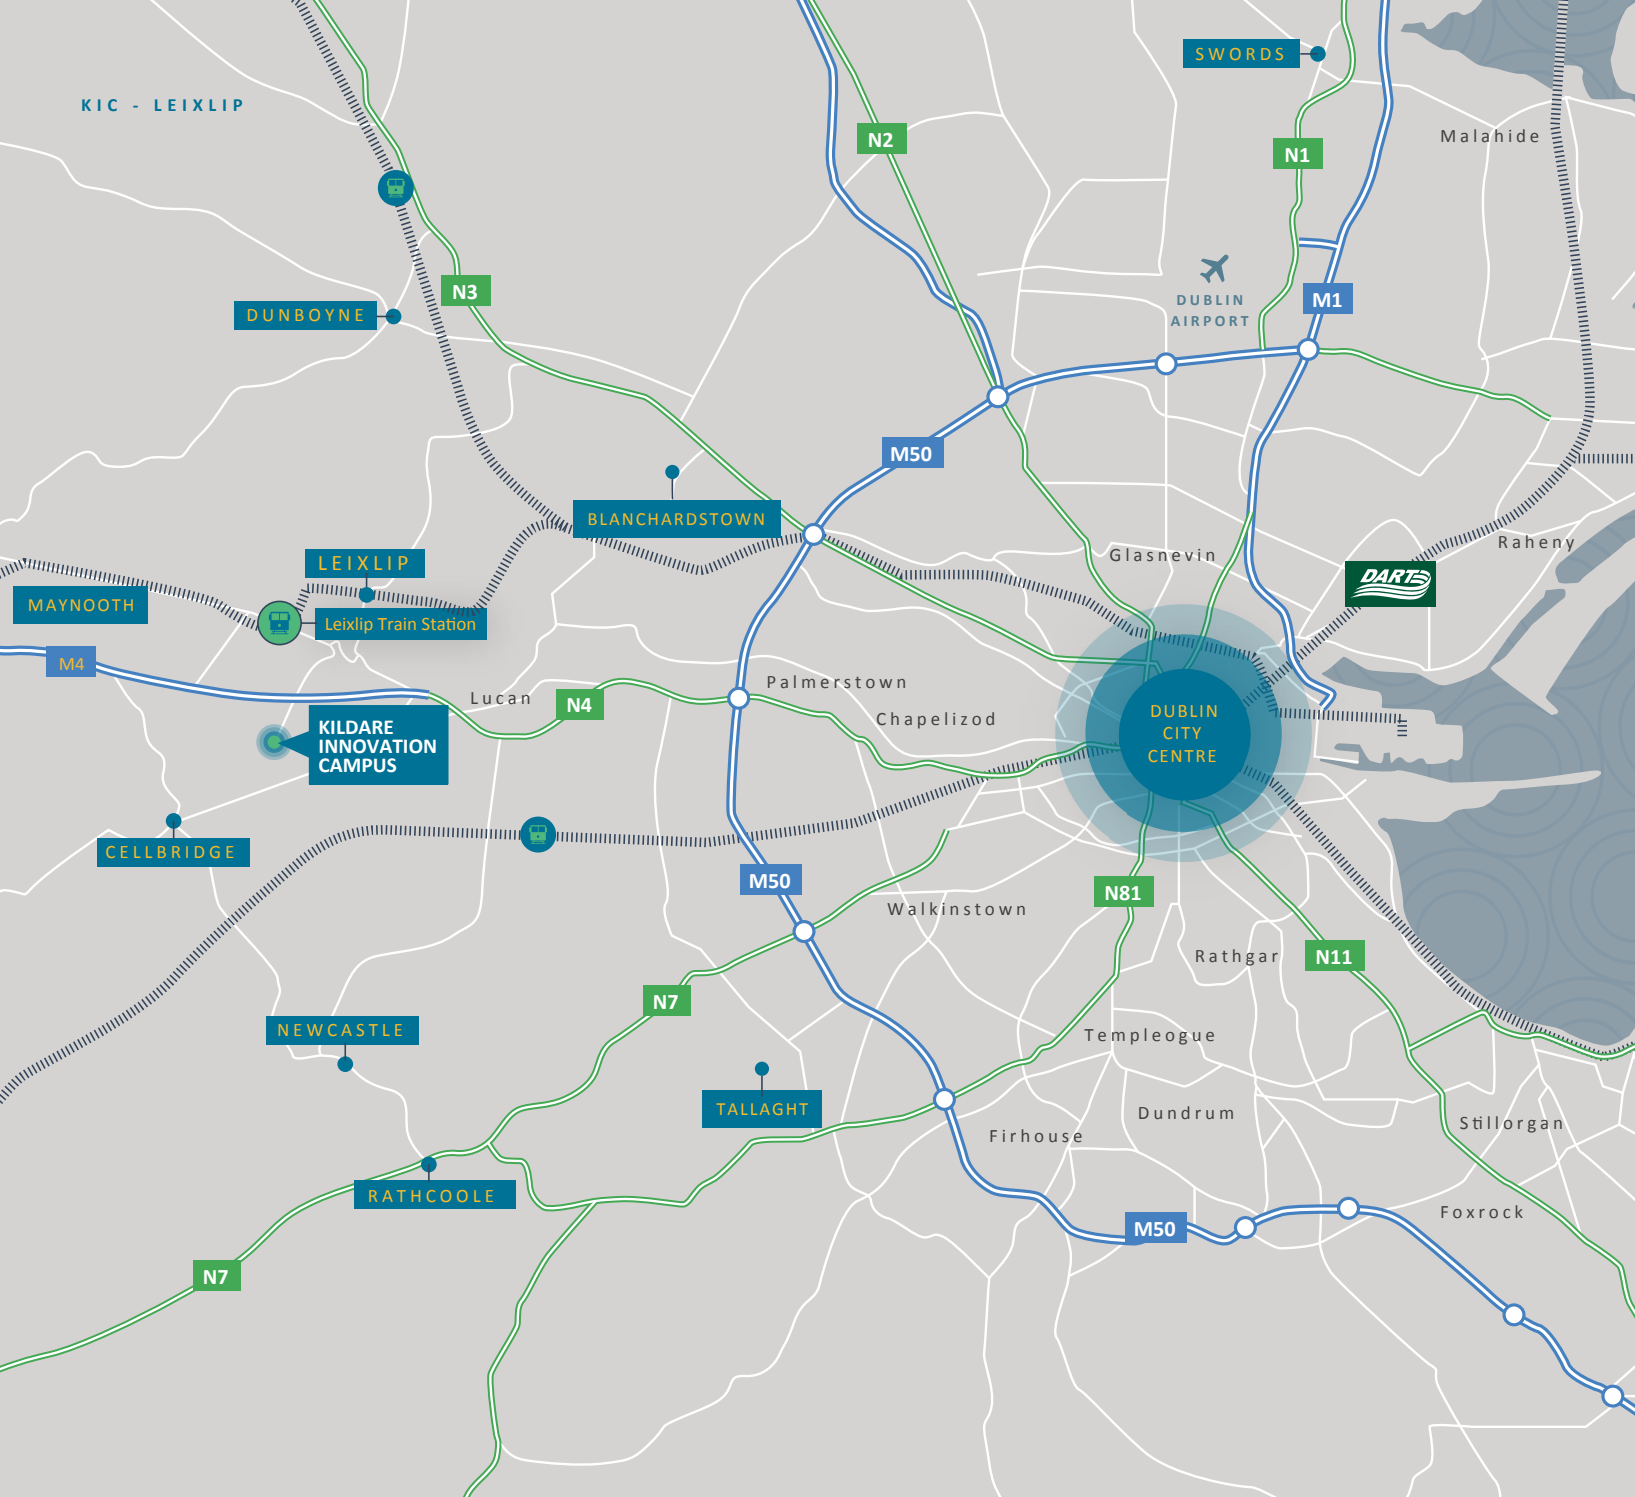 SWORDS
KIC - LEIXLIP
Malahide
N2
N1
DUBLIN
AIRPORT
N3
M1
DUNBOYNE
M50
BLANCHARDSTOWN
Raheny
Glasnevin
LEIXLIP
DART
MAYNOOTH
Leixlip Train Station
M4
Palmerstown
Lucan
N4
Chapelizod
DUBLIN
CITY
CENTRE
KILDARE
INNOVATION
CAMPUS
CELLBRIDGE
M50
N81
Walkinstown
Rathgar
N11
N7
NEWCASTLE
Templeogue
TALLAGHT
Dundrum
Stillorgan
Firhouse
RATHCOOLE
Foxrock
M50
N7